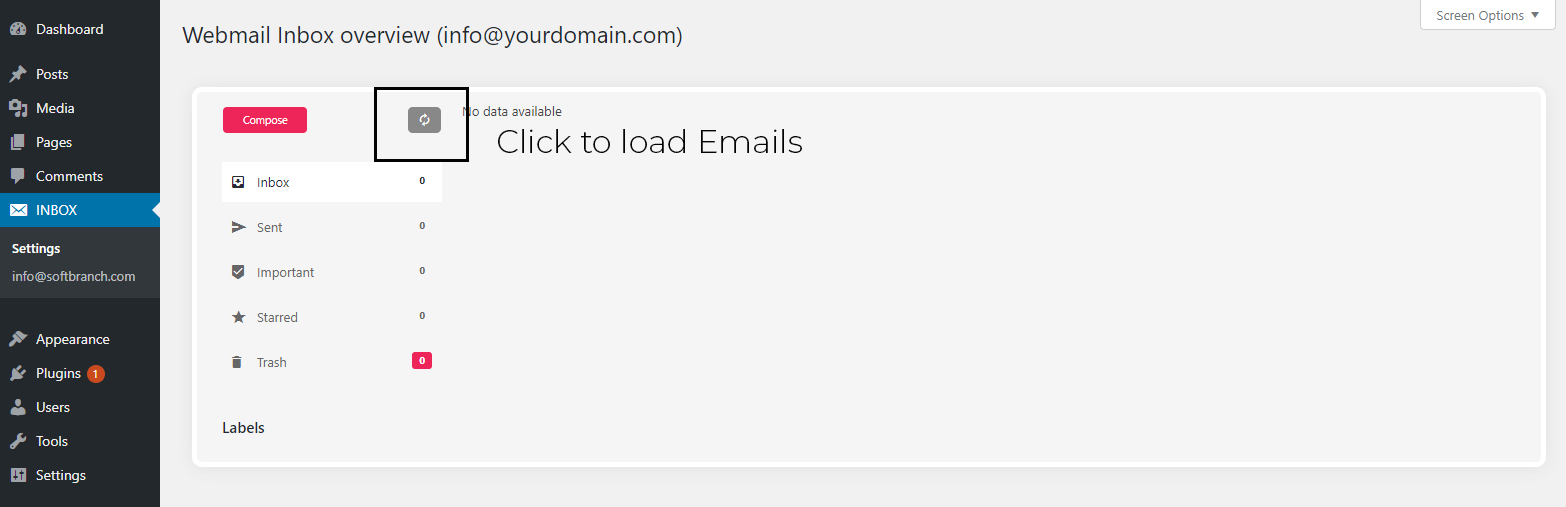 Dashboard
Posts
Media
Pages
Comments
INBOX
Settings
info@softbranch.com
Appearance
Plugins 1
Users
Tools
Settings
Screen Options
Webmail Inbox overview (info@yourdomain.com)
Compose
No data available
Click to load Emails
Inbox 0
Sent 0
Important 0
Starred 0
Trash 0
Labels